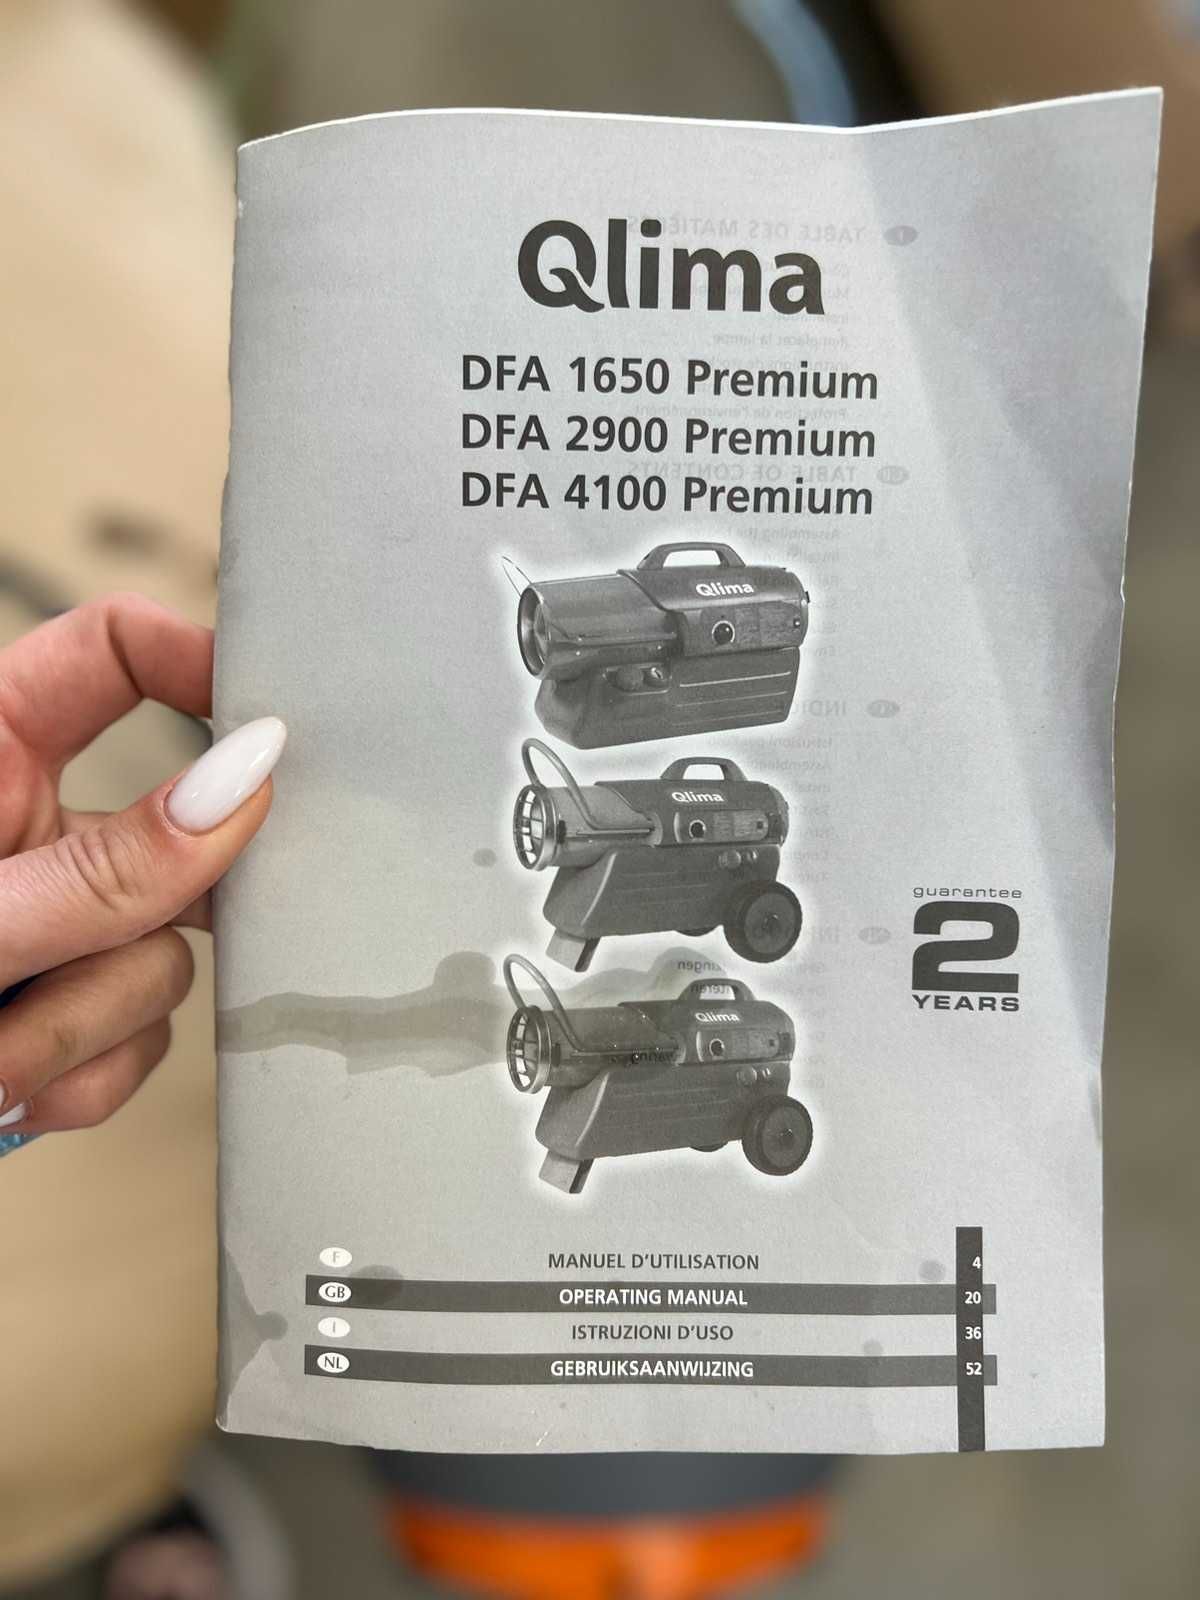 Qlima
DFA 1650 Premium
DFA 2900 Premium
DFA 4100 Premium
Qlima
Qlima
Qlima
guarantee
2
YEARS
F MANUEL D'UTILISATION 4
GB OPERATING MANUAL 20
I ISTRUZIONI D'USO 36
NL GEBRUIKSAANWIJZING 52